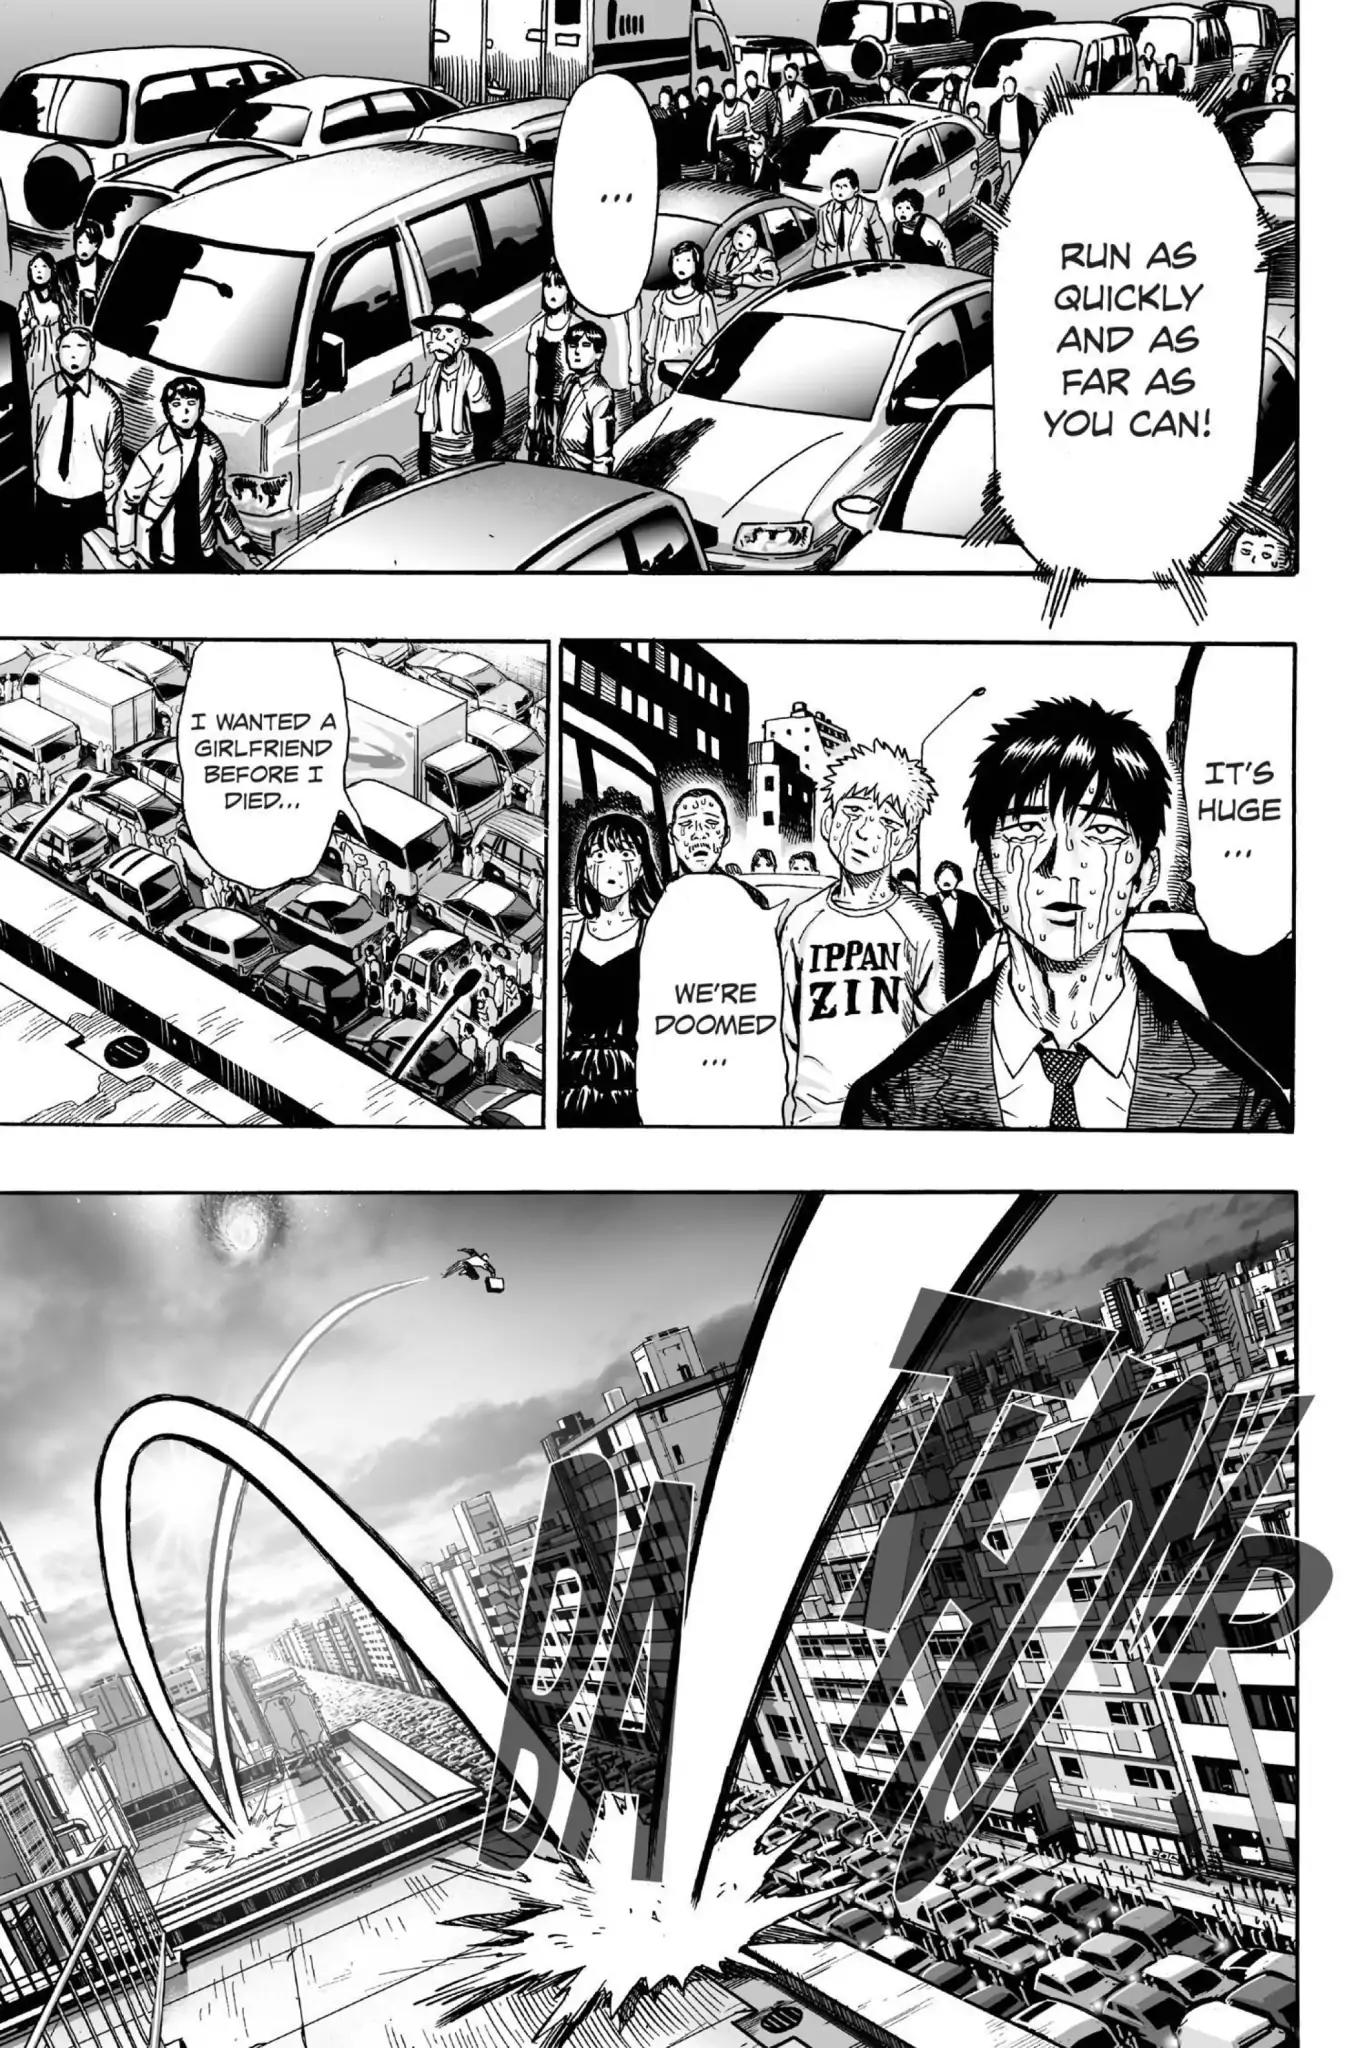 RUN AS
QUICKLY
AND AS
FAR AS
YOU CAN!
...
IT'S
HUGE
...
IPPAN
ZIN
WE'RE
DOOMED
...
I WANTED A
GIRLFRIEND
BEFORE I
DIED...
DA